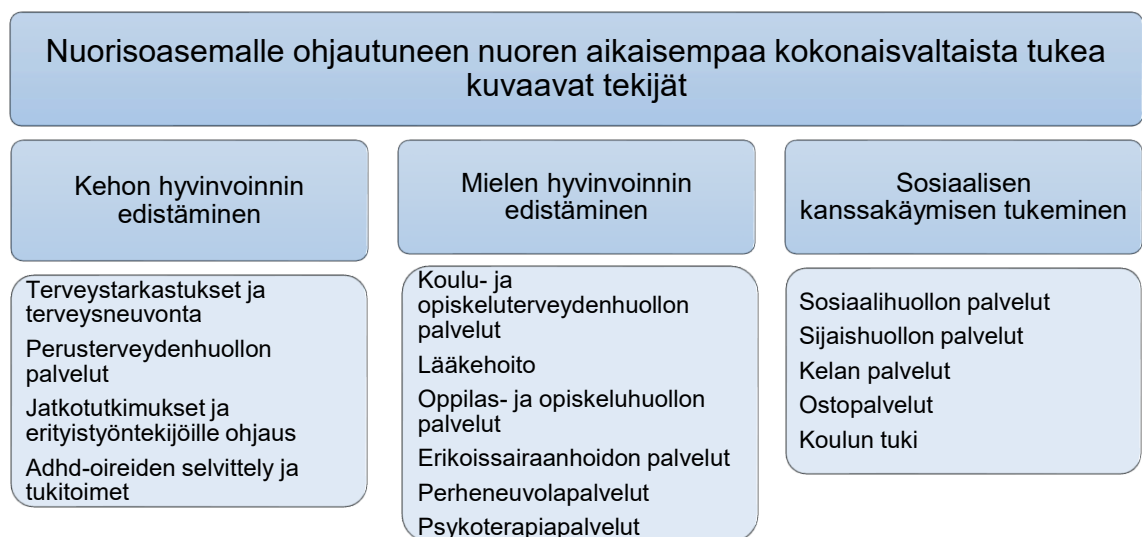 Nuorisoasemalle ohjautuneen nuoren aikaisempaa kokonaisvaltaista tukea
kuvaavat tekijät
Kehon hyvinvoinnin
edistäminen
Terveystarkastukset ja
terveysneuvonta
Perusterveydenhuollon
palvelut
Jatkotutkimukset ja
erityistyöntekijöille ohjaus
Adhd-oireiden selvittely ja
tukitoimet
Mielen hyvinvoinnin
edistäminen
Koulu- ja
opiskeluterveydenhuollon
palvelut
Lääkehoito
Oppilas- ja opiskeluhuollon
palvelut
Erikoissairaanhoidon palvelut
Perheneuvolapalvelut
Psykoterapiapalvelut
Sosiaalisen
kanssakäymisen tukeminen
Sosiaalihuollon palvelut
Sijaishuollon palvelut
Kelan palvelut
Ostopalvelut
Koulun tuki